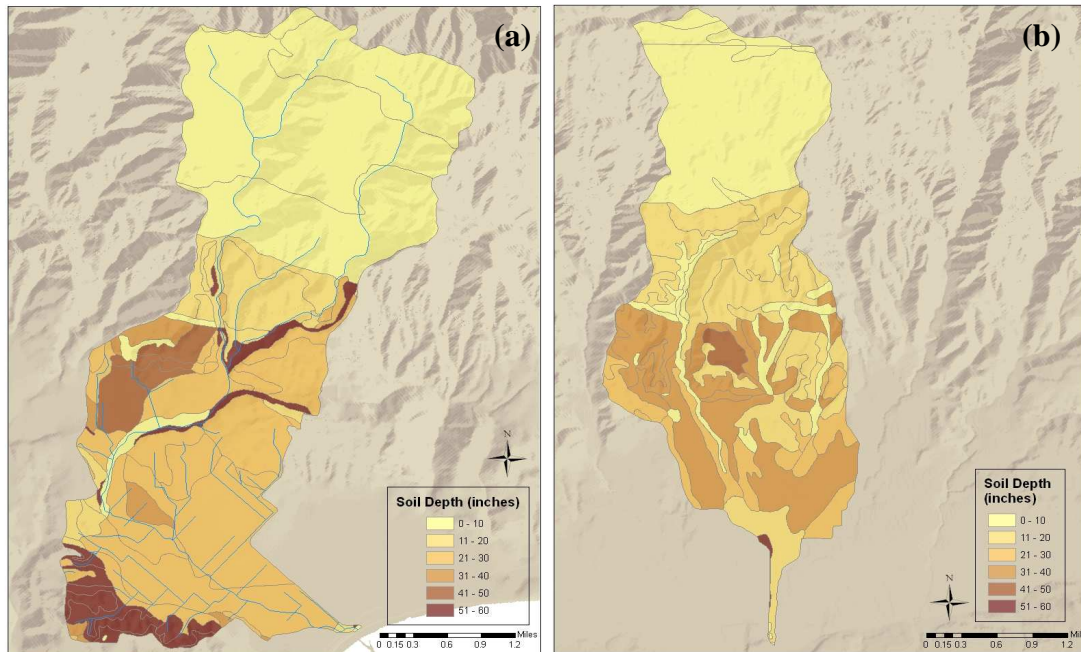 (a)
N
Soil Depth (inches)
0 - 10
11 - 20
21 - 30
31 - 40
41 - 50
51 - 60
Miles
0 0.15 0.3 0.6 0.9 1.2
(b)
Soil Depth
(inches)
0 - 10
11 - 20
21 - 30
31 - 40
41 - 50
51 - 60
N
Mil
0 0.15 0.3 0.6 0.9 1.2